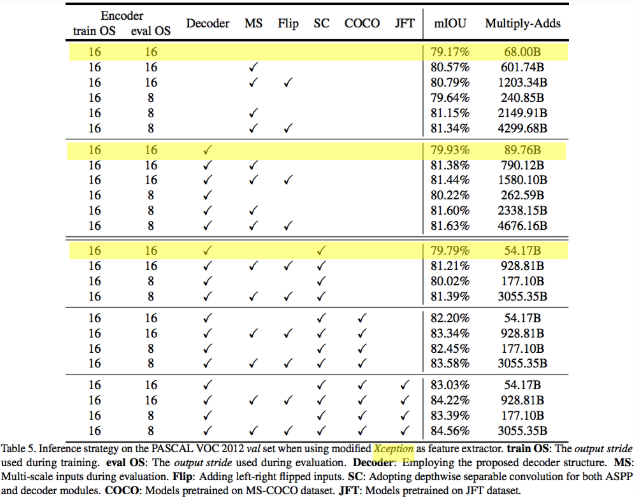 Encoder Decoder MS Flip SC COCO JFT mIOU Multiply-Adds
train OS eval OS
16 16 79.17% 68.00B
16 16 ✓ 80.57% 601.74B
16 16 ✓ ✓ 80.79% 1203.34B
16 8 79.64% 240.85B
16 8 ✓ 81.15% 2149.91B
16 8 ✓ ✓ 81.34% 4299.68B
16 16 ✓ 79.93% 89.76B
16 16 ✓ ✓ 81.38% 790.12B
16 16 ✓ ✓ ✓ 81.44% 1580.10B
16 8 ✓ 80.22% 262.59B
16 8 ✓ ✓ 81.60% 2338.15B
16 8 ✓ ✓ ✓ 81.63% 4676.16B
16 16 ✓ ✓ 79.79% 54.17B
16 16 ✓ ✓ ✓ ✓ 81.21% 928.81B
16 8 ✓ ✓ 80.02% 177.10B
16 8 ✓ ✓ ✓ ✓ 81.39% 3055.35B
16 16 ✓ ✓ ✓ 82.20% 54.17B
16 16 ✓ ✓ ✓ ✓ ✓ 83.34% 928.81B
16 8 ✓ ✓ ✓ 82.45% 177.10B
16 8 ✓ ✓ ✓ ✓ ✓ 83.58% 3055.35B
16 16 ✓ ✓ ✓ ✓ 83.03% 54.17B
16 16 ✓ ✓ ✓ ✓ ✓ ✓ 84.22% 928.81B
16 8 ✓ ✓ ✓ ✓ 83.39% 177.10B
16 8 ✓ ✓ ✓ ✓ ✓ ✓ 84.56% 3055.35B
Table 5. Inference strategy on the PASCAL VOC 2012 val set when using modified Xception as feature extractor. train OS: The output stride
used during training. eval OS: The output stride used during evaluation. Decoder: Employing the proposed decoder structure. MS:
Multi-scale inputs during evaluation. Flip: Adding left-right flipped inputs. SC: Adopting depthwise separable convolution for both ASPP
and decoder modules. COCO: Models pretrained on MS-COCO dataset. JFT: Models pretrained on JFT dataset.